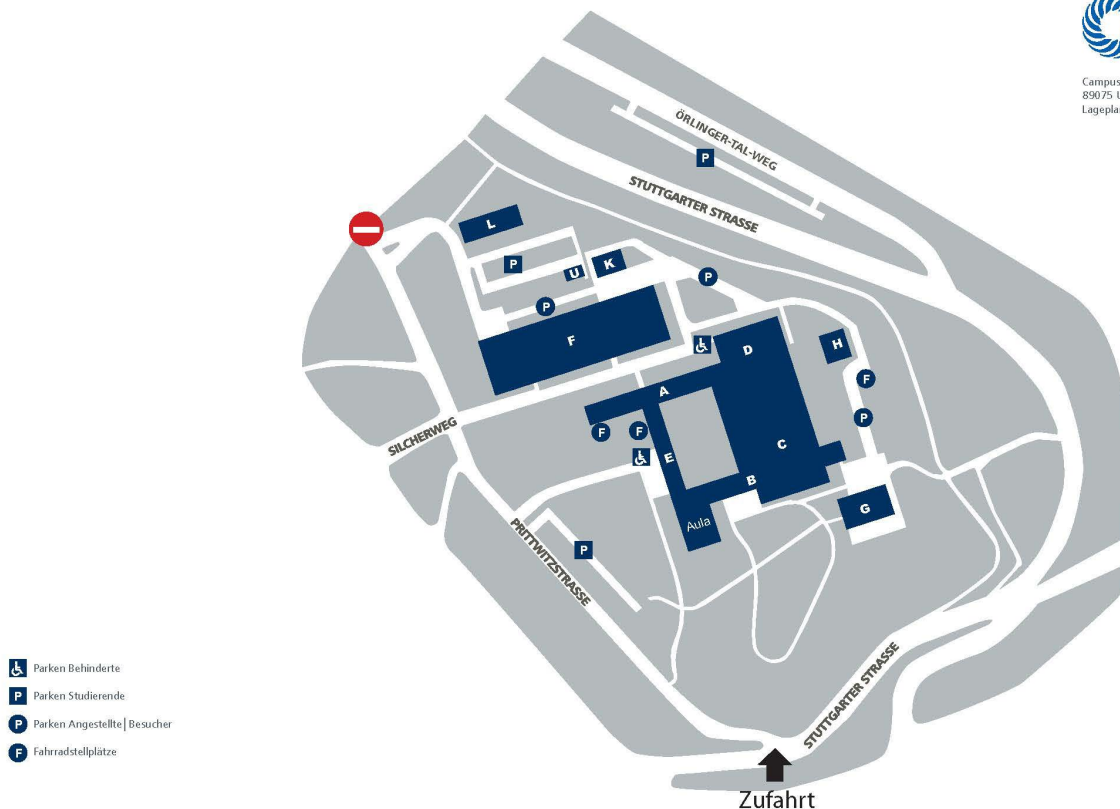 Campus
89075 U
Lageplan
ÖRLINGER-TAL-WEG
P
STUTTGARTER STRASSE
L
P
U
K
P
P
F
D
H
A
F
F
F
P
SILCHERWEG
E
C
B
G
Aula
P
PRITTWITZSTRASSE
STUTTGARTER STRASSE
Parken Behinderte
P Parken Studierende
P Parken Angestellte | Besucher
F Fahrradstellplätze
Zufahrt